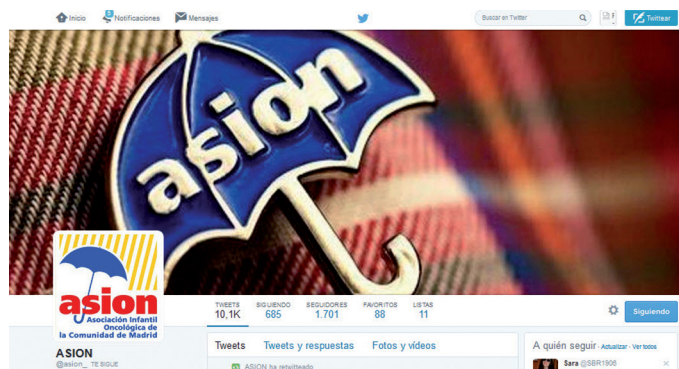 Inicio
5
Notificaciones
Mensajes
Buscar en Twitter
Twittear
asion
asion
Asociación Infantil
Oncológica de
la Comunidad de Madrid
TWEETS SIGUIENDO SEGUIDORES FAVORITOS LISTAS
10,1K 685 1.701 88 11
Siguiendo
ASION
@asion_ TE SIGUE
Tweets Tweets y respuestas Fotos y vídeos
ASION ha retwitteado
A quién seguir · Actualizar · Ver todos
Sara @SBR1906